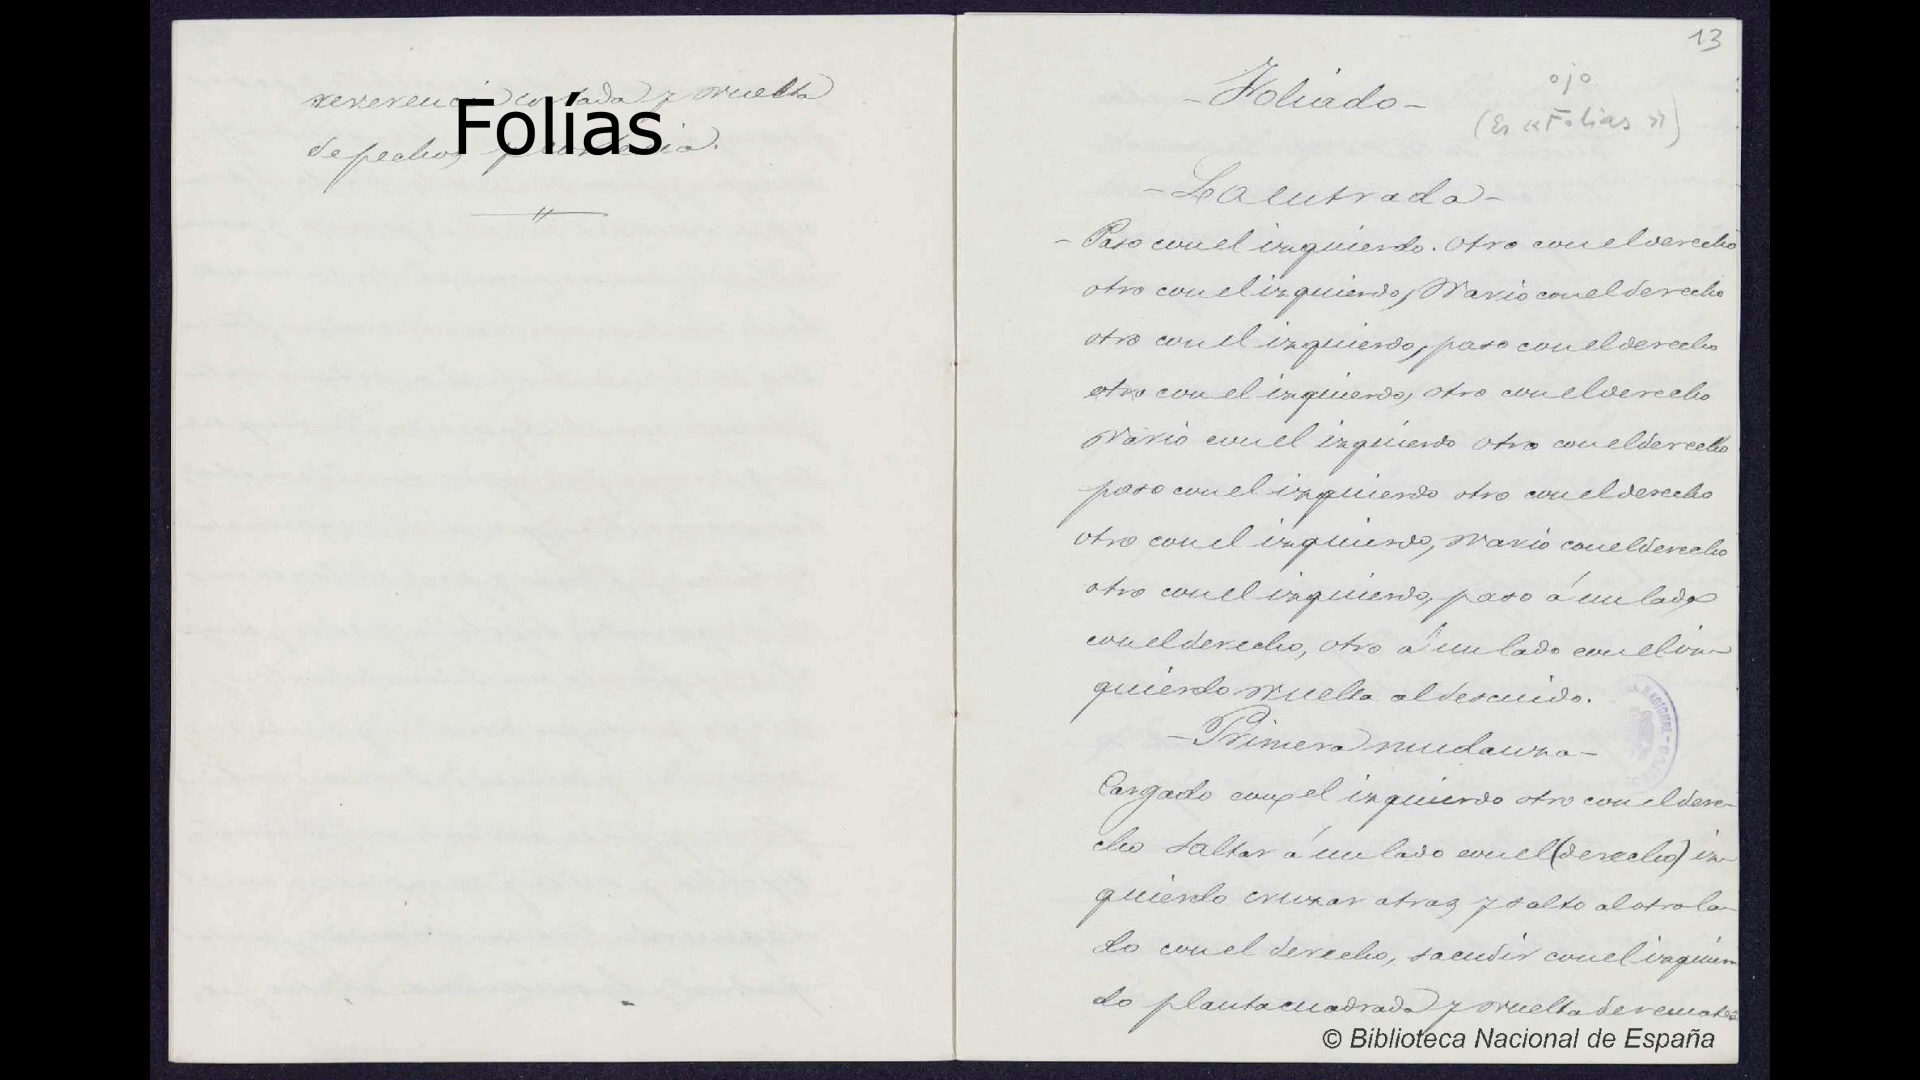 reverencia cortada y vuelta
de pechos
Folías
13
-Foliado-
ojo
(Es «Folías»)
-La entrada-
- Paso con el izquierdo. Otro con el derecho
otro con el izquierdo, Vario con el derecho
otro con el izquierdo, paso con el derecho
otro con el izquierdo, otro con el derecho
Vario con el izquierdo otro con el derecho
paso con el izquierdo otro con el derecho
otro con el izquierdo, vario con el derecho
otro con el izquierdo, paso á un lado
con el derecho, otro á un lado con el iz-
quierdo vuelta al descuido.
-Primera mudanza-
Cargado con el izquierdo otro con el dere-
cho Saltar á un lado con el (derecho) iz-
quierdo cruzar atras y salto al otro la-
do con el derecho, sacudir con el izquier
do planta cuadrada y vuelta de remate
© Biblioteca Nacional de España